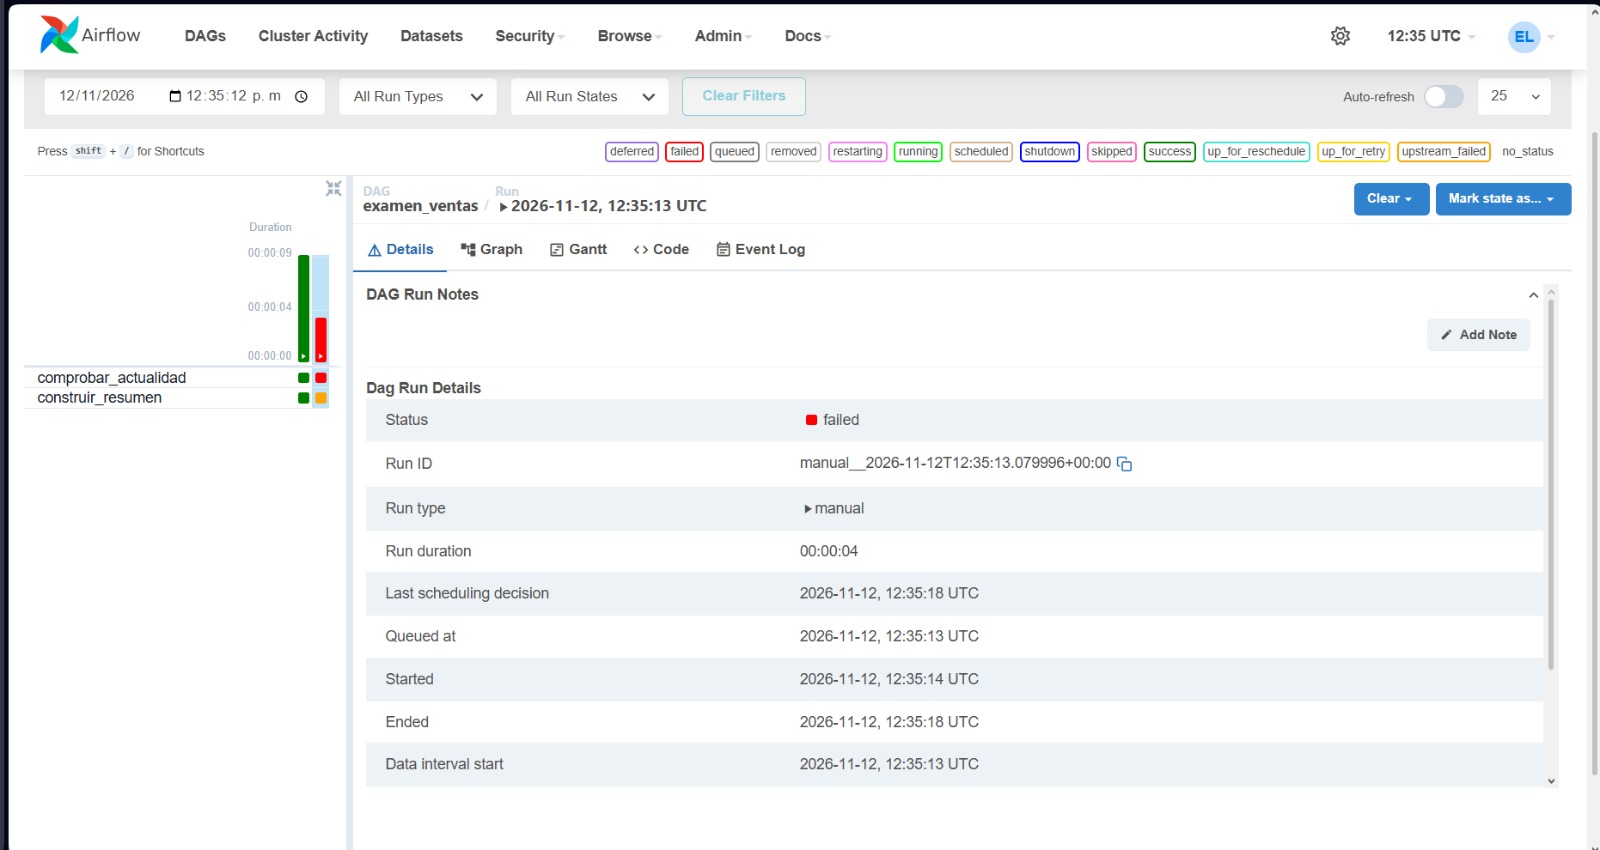 Airflow DAGs Cluster Activity Datasets Security Browse Admin Docs 12:35 UTC EL
12/11/2026 12:35:12 p. m All Run Types All Run States Clear Filters Auto-refresh 25
Press shift + / for Shortcuts deferred failed queued removed restarting running scheduled shutdown skipped success up_for_reschedule up_for_retry upstream_failed no_status
DAG Run
examen_ventas / 2026-11-12, 12:35:13 UTC Clear Mark state as...
Duration
00:00:09
00:00:04
00:00:00
comprobar_actualidad
construir_resumen
Details Graph Gantt Code Event Log
DAG Run Notes
Add Note
Dag Run Details
Status failed
Run ID manual__2026-11-12T12:35:13.079996+00:00
Run type manual
Run duration 00:00:04
Last scheduling decision 2026-11-12, 12:35:18 UTC
Queued at 2026-11-12, 12:35:13 UTC
Started 2026-11-12, 12:35:14 UTC
Ended 2026-11-12, 12:35:18 UTC
Data interval start 2026-11-12, 12:35:13 UTC